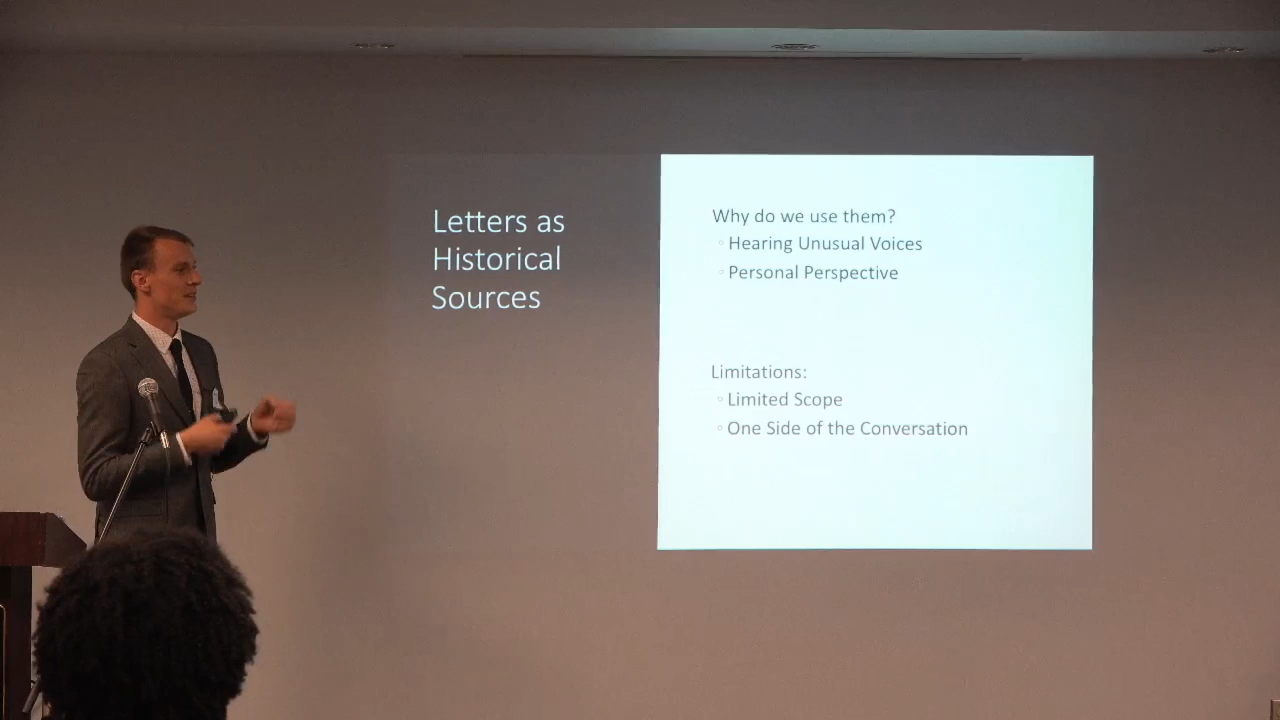 Letters as
Historical
Sources
Why do we use them?
◦ Hearing Unusual Voices
◦ Personal Perspective
Limitations:
◦ Limited Scope
◦ One Side of the Conversation